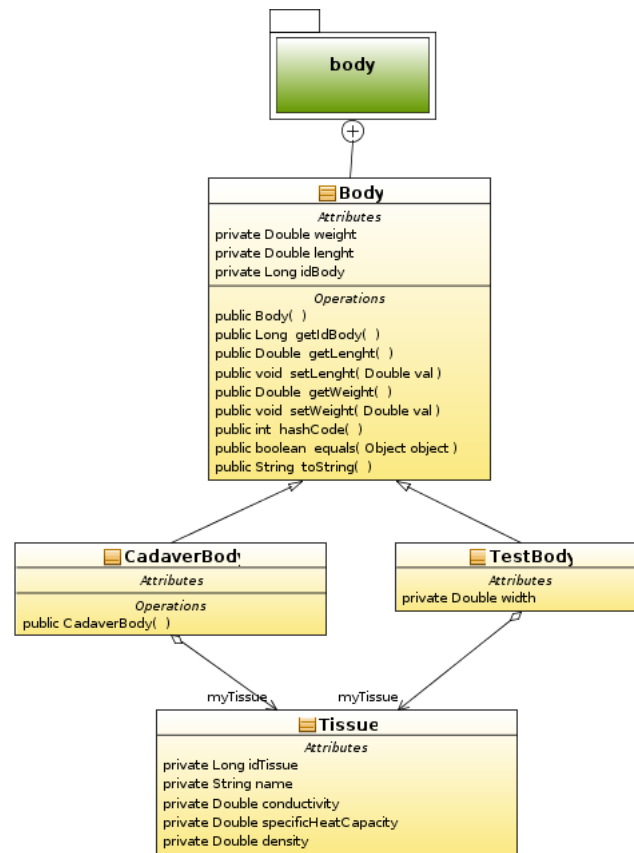 body
Body
Attributes
private Double weight
private Double lenght
private Long idBody
Operations
public Body( )
public Long getIdBody( )
public Double getLenght( )
public void setLenght( Double val )
public Double getWeight( )
public void setWeight( Double val )
public int hashCode( )
public boolean equals( Object object )
public String toString( )
CadaverBody
Attributes
Operations
public CadaverBody( )
TestBody
Attributes
private Double width
myTissue
myTissue
Tissue
Attributes
private Long idTissue
private String name
private Double conductivity
private Double specificHeatCapacity
private Double density